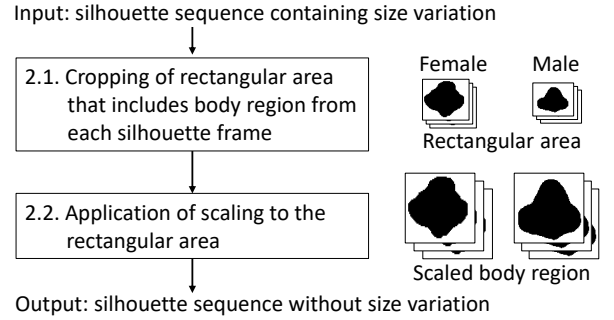 Input: silhouette sequence containing size variation
2.1. Cropping of rectangular area
that includes body region from
each silhouette frame
Female
Male
Rectangular area
2.2. Application of scaling to the
rectangular area
Scaled body region
Output: silhouette sequence without size variation